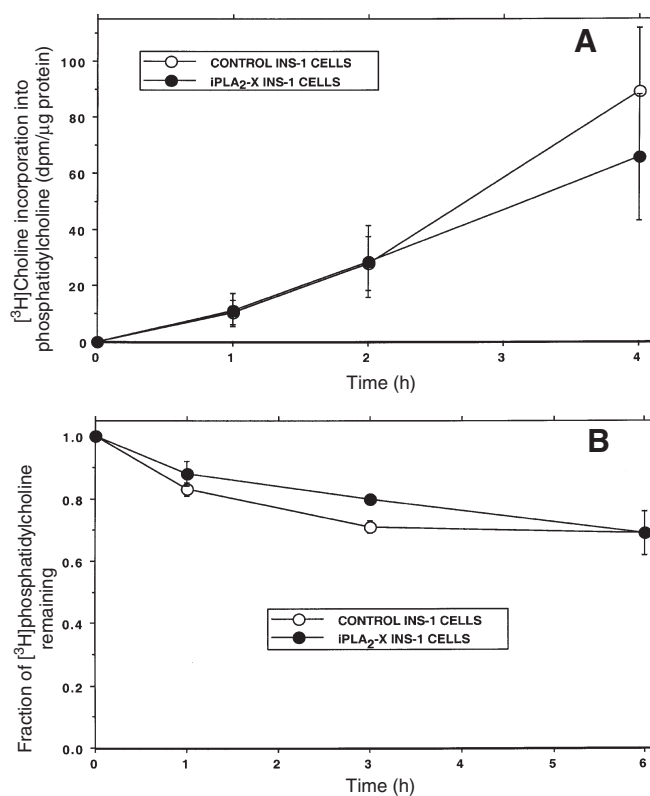 A
CONTROL INS-1 CELLS
iPLA2-X INS-1 CELLS
[³H]Choline incorporation into
phosphatidylcholine (dpm/µg protein)
100
80
60
40
20
0
0 1 2 3 4
Time (h)
B
1.0
0.8
0.6
0.4
0.2
0.0
Fraction of [³H]phosphatidylcholine
remaining
CONTROL INS-1 CELLS
iPLA2-X INS-1 CELLS
0 1 2 3 4 5 6
Time (h)